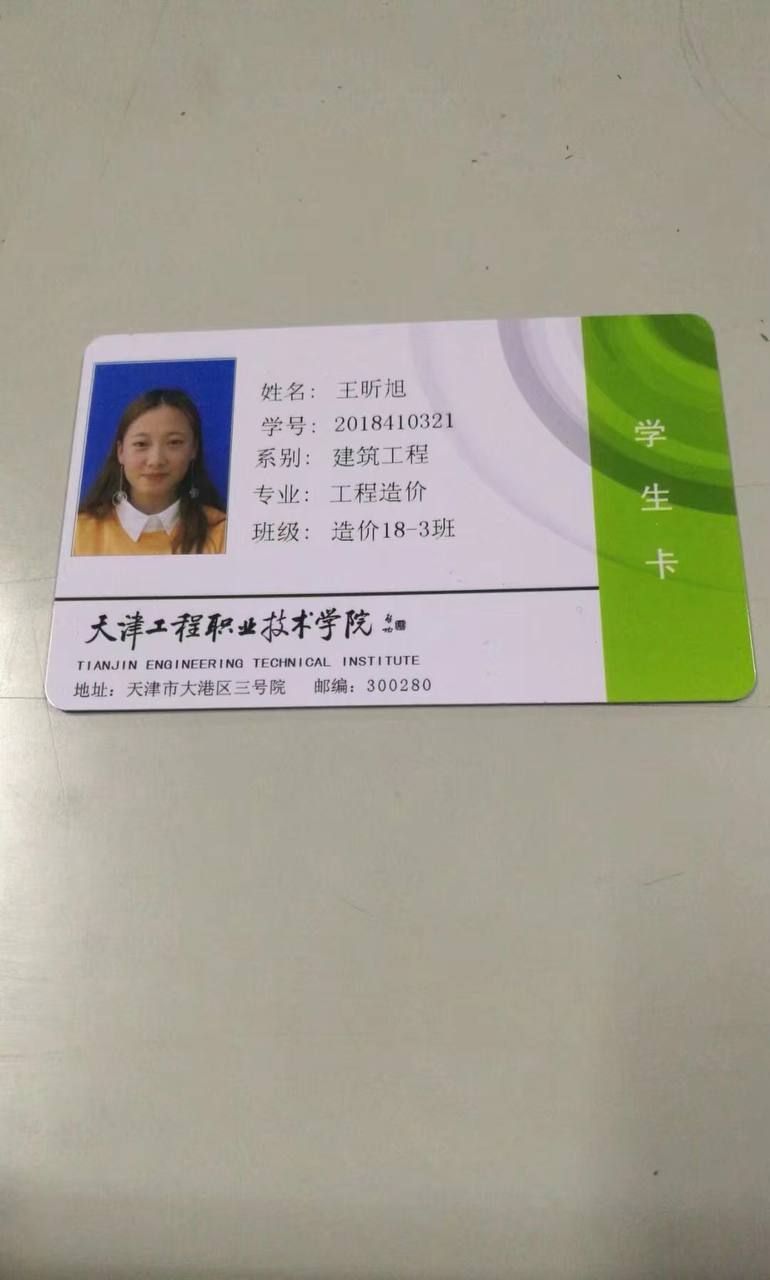 姓名： 王昕旭
学号： 2018410321
系别： 建筑工程
专业： 工程造价
班级： 造价18-3班
学生卡
天津工程职业技术学院 启功
TIANJIN ENGINEERING TECHNICAL INSTITUTE
地址：天津市大港区三号院 邮编：300280